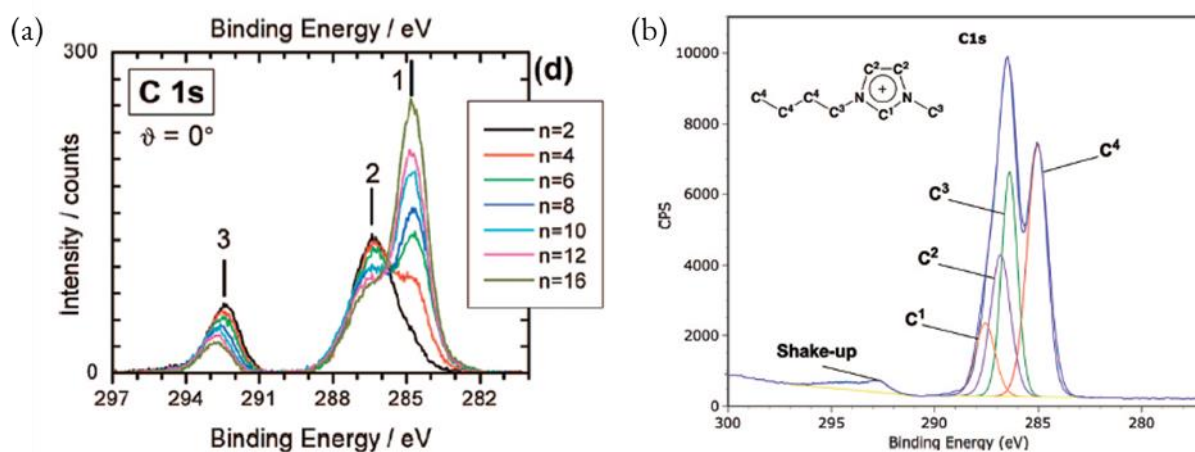 (a)
Binding Energy / eV
297 294 291 288 285 282
300
0
Intensity / counts
C 1s
ϑ = 0°
(d)
1
2
3
n=2
n=4
n=6
n=8
n=10
n=12
n=16
Binding Energy / eV
(b)
C1s
CPS
10000
8000
6000
4000
2000
0
C² C²
C⁴ C⁴
C⁴ C³ N + N C³
C¹
C⁴
C³
C²
C¹
Shake-up
300 295 290 285 280
Binding Energy (eV)